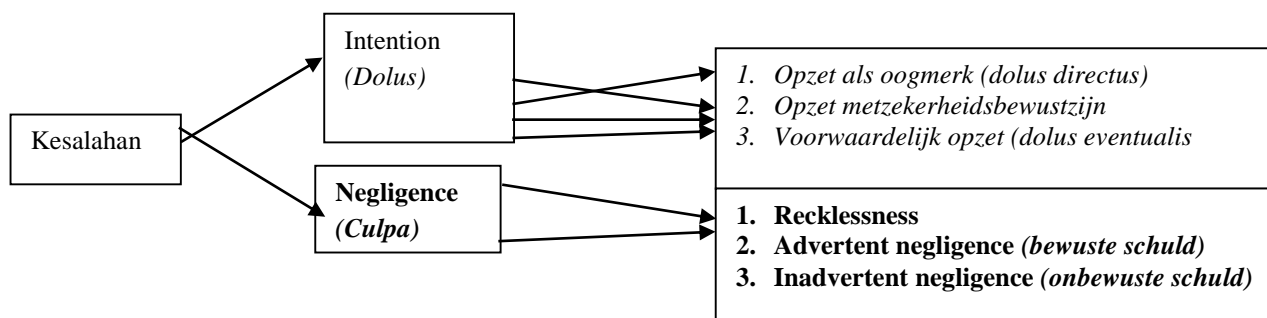 Kesalahan
Intention
(Dolus)
Negligence
(Culpa)
1. Opzet als oogmerk (dolus directus)
2. Opzet metzekerheidsbewustzijn
3. Voorwaardelijk opzet (dolus eventualis
1. Recklessness
2. Advertent negligence (bewuste schuld)
3. Inadvertent negligence (onbewuste schuld)